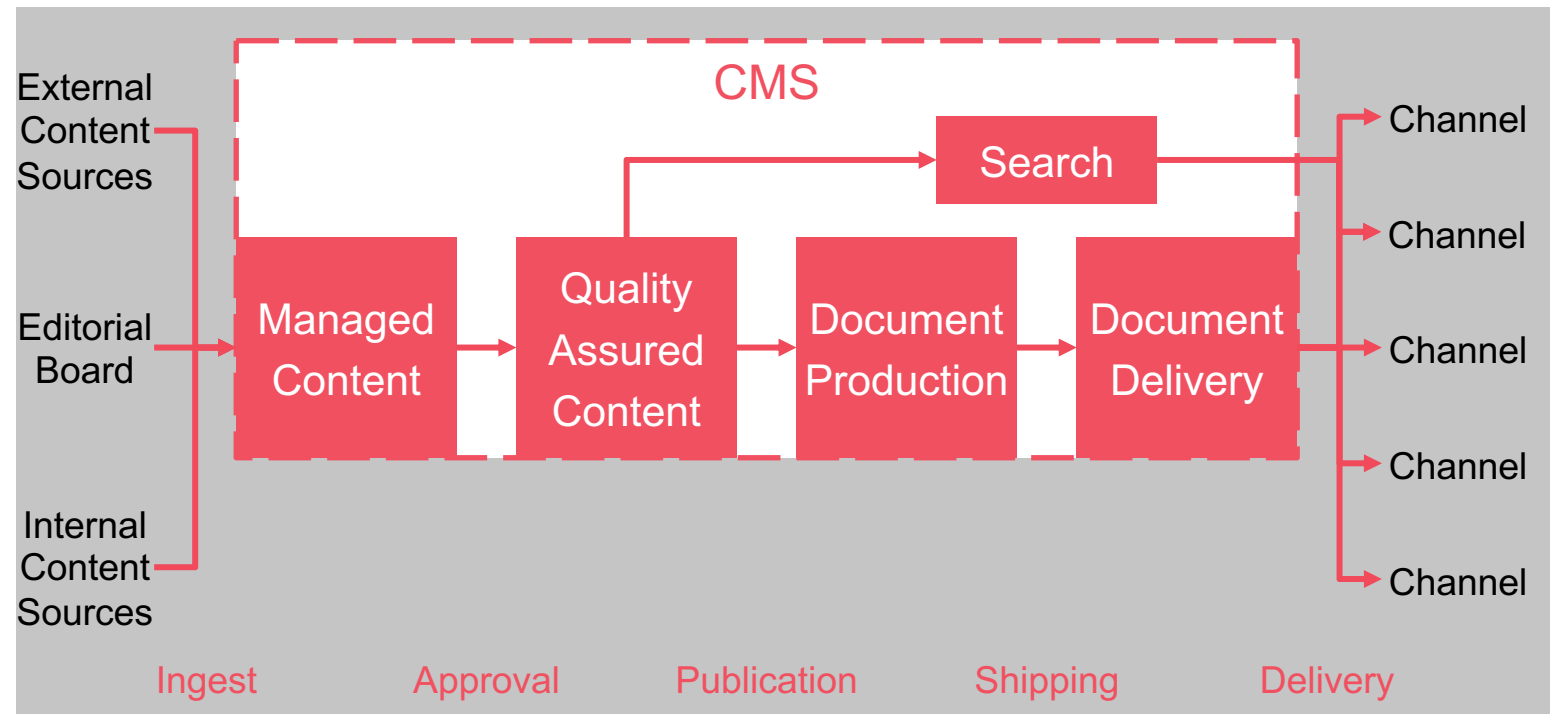 CMS
External
Content
Sources
Editorial
Board
Internal
Content
Sources
Search
Managed
Content
Quality
Assured
Content
Document
Production
Document
Delivery
Channel
Channel
Channel
Channel
Channel
Ingest
Approval
Publication
Shipping
Delivery